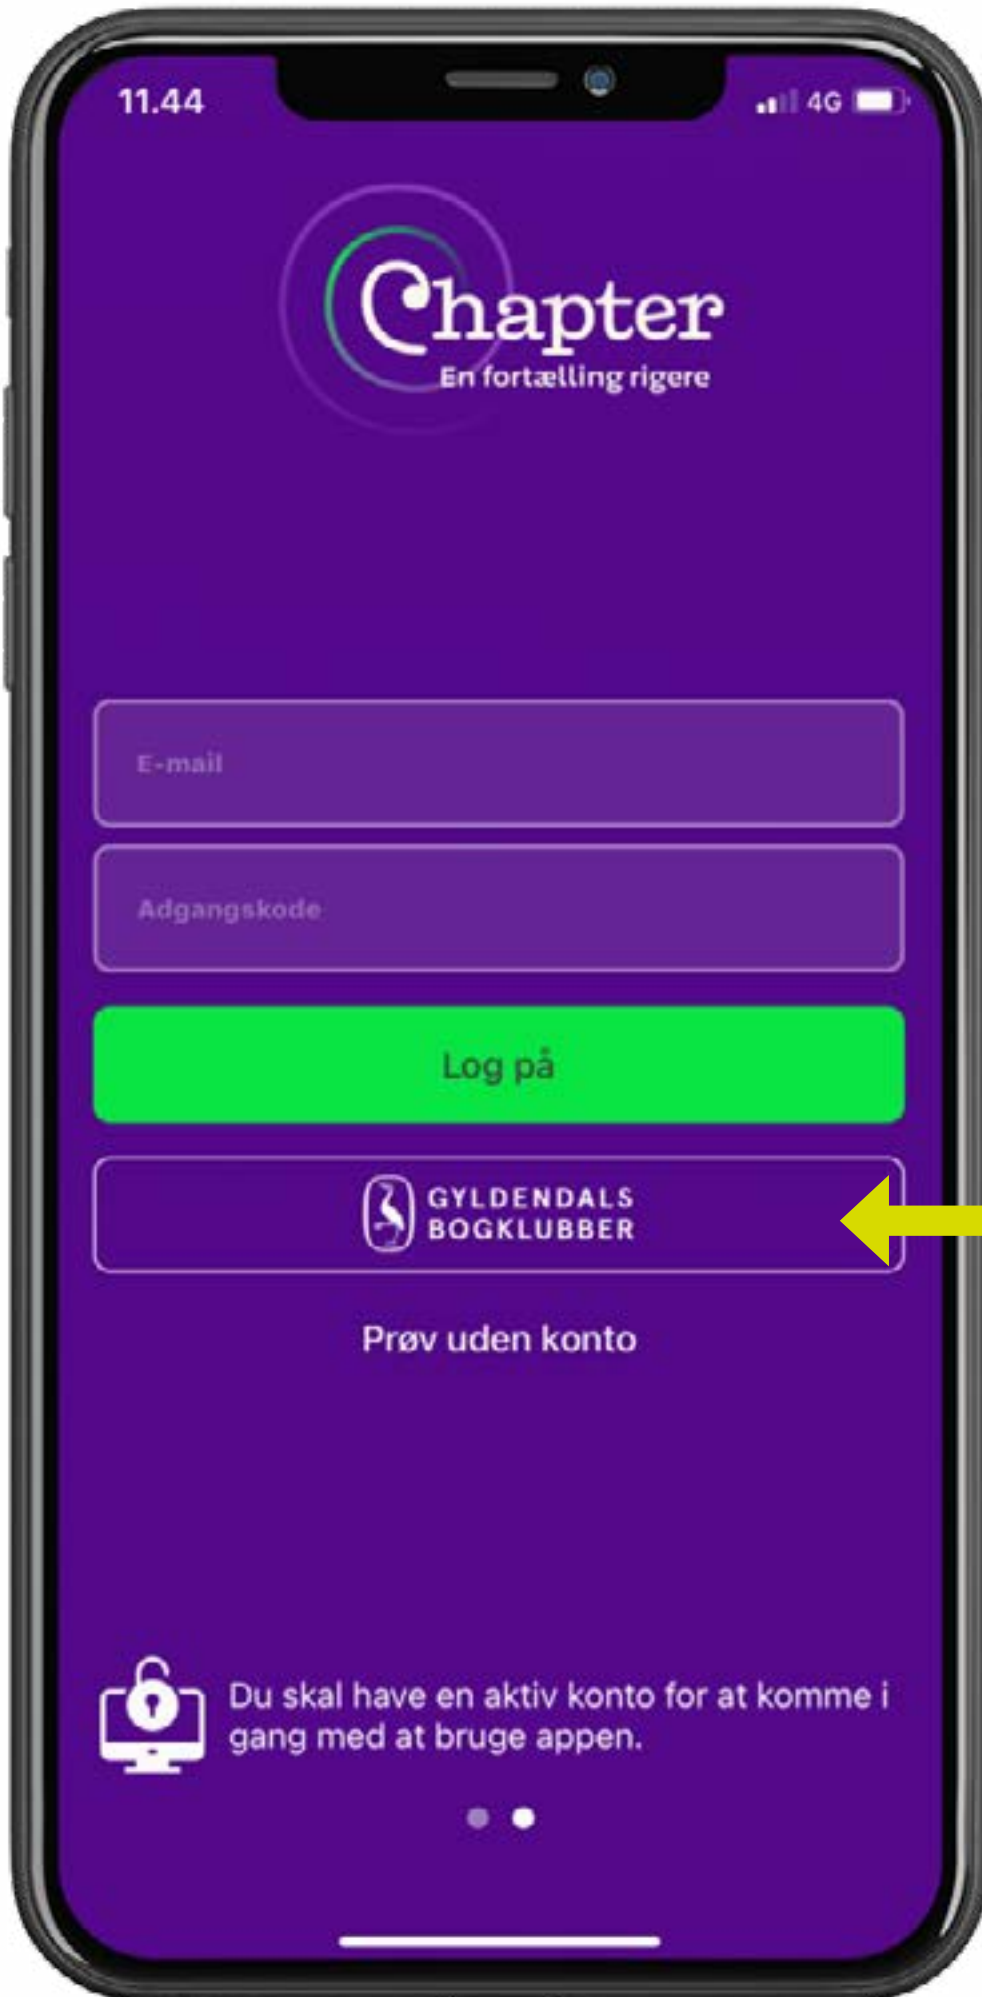 11.44
4G
Chapter
En fortælling rigere
E-mail
Adgangskode
Log på
GYLDENDALS
BOGKLUBBER
Prøv uden konto
Du skal have en aktiv konto for at komme i
gang med at bruge appen.